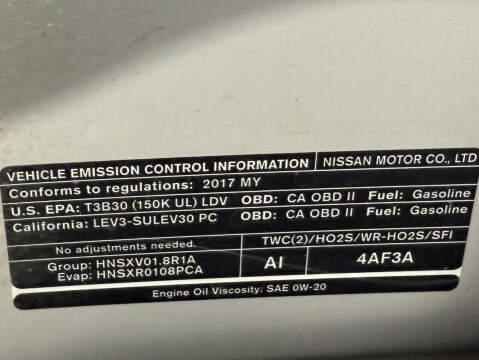 VEHICLE EMISSION CONTROL INFORMATION NISSAN MOTOR CO., LTD
Conforms to regulations: 2017 MY
U.S. EPA: T3B30 (150K UL) LDV OBD: CA OBD II Fuel: Gasoline
California: LEV3-SULEV30 PC OBD: CA OBD II Fuel: Gasoline
No adjustments needed. TWC(2)/HO2S/WR-HO2S/SFI
Group: HNSXV01.8R1A
Evap: HNSXR0108PCA
AI 4AF3A
Engine Oil Viscosity: SAE 0W-20